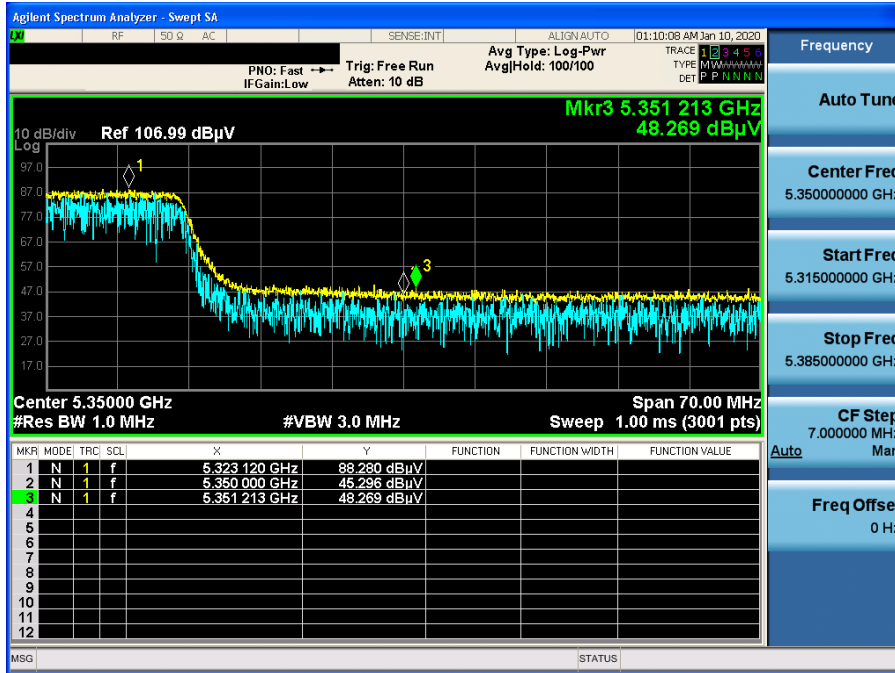 Agilent Spectrum Analyzer - Swept SA
LXI RF 50 Ω AC SENSE:INT ALIGN AUTO 01:10:08 AM Jan 10, 2020
PNO: Fast
IFGain:Low
Trig: Free Run
Atten: 10 dB
Avg Type: Log-Pwr
Avg|Hold: 100/100
TRACE 1 2 3 4 5 6
TYPE M
DET P P N N N N
Mkr3 5.351 213 GHz
48.269 dBµV
10 dB/div Ref 106.99 dBµV
Log
97.0
87.0
77.0
67.0
57.0
47.0
37.0
27.0
17.0
1
3
Center 5.35000 GHz Span 70.00 MHz
#Res BW 1.0 MHz #VBW 3.0 MHz Sweep 1.00 ms (3001 pts)
MKR MODE TRC SCL X Y FUNCTION FUNCTION WIDTH FUNCTION VALUE
1 N 1 f 5.323 120 GHz 88.280 dBµV
2 N 1 f 5.350 000 GHz 45.296 dBµV
3 N 1 f 5.351 213 GHz 48.269 dBµV
4
5
6
7
8
9
10
11
12
MSG STATUS
Frequency
Auto Tun
Center Fre
5.350000000 GH
Start Fre
5.315000000 GH
Stop Fre
5.385000000 GH
CF Step
7.000000 MH
Auto Ma
Freq Offse
0 H